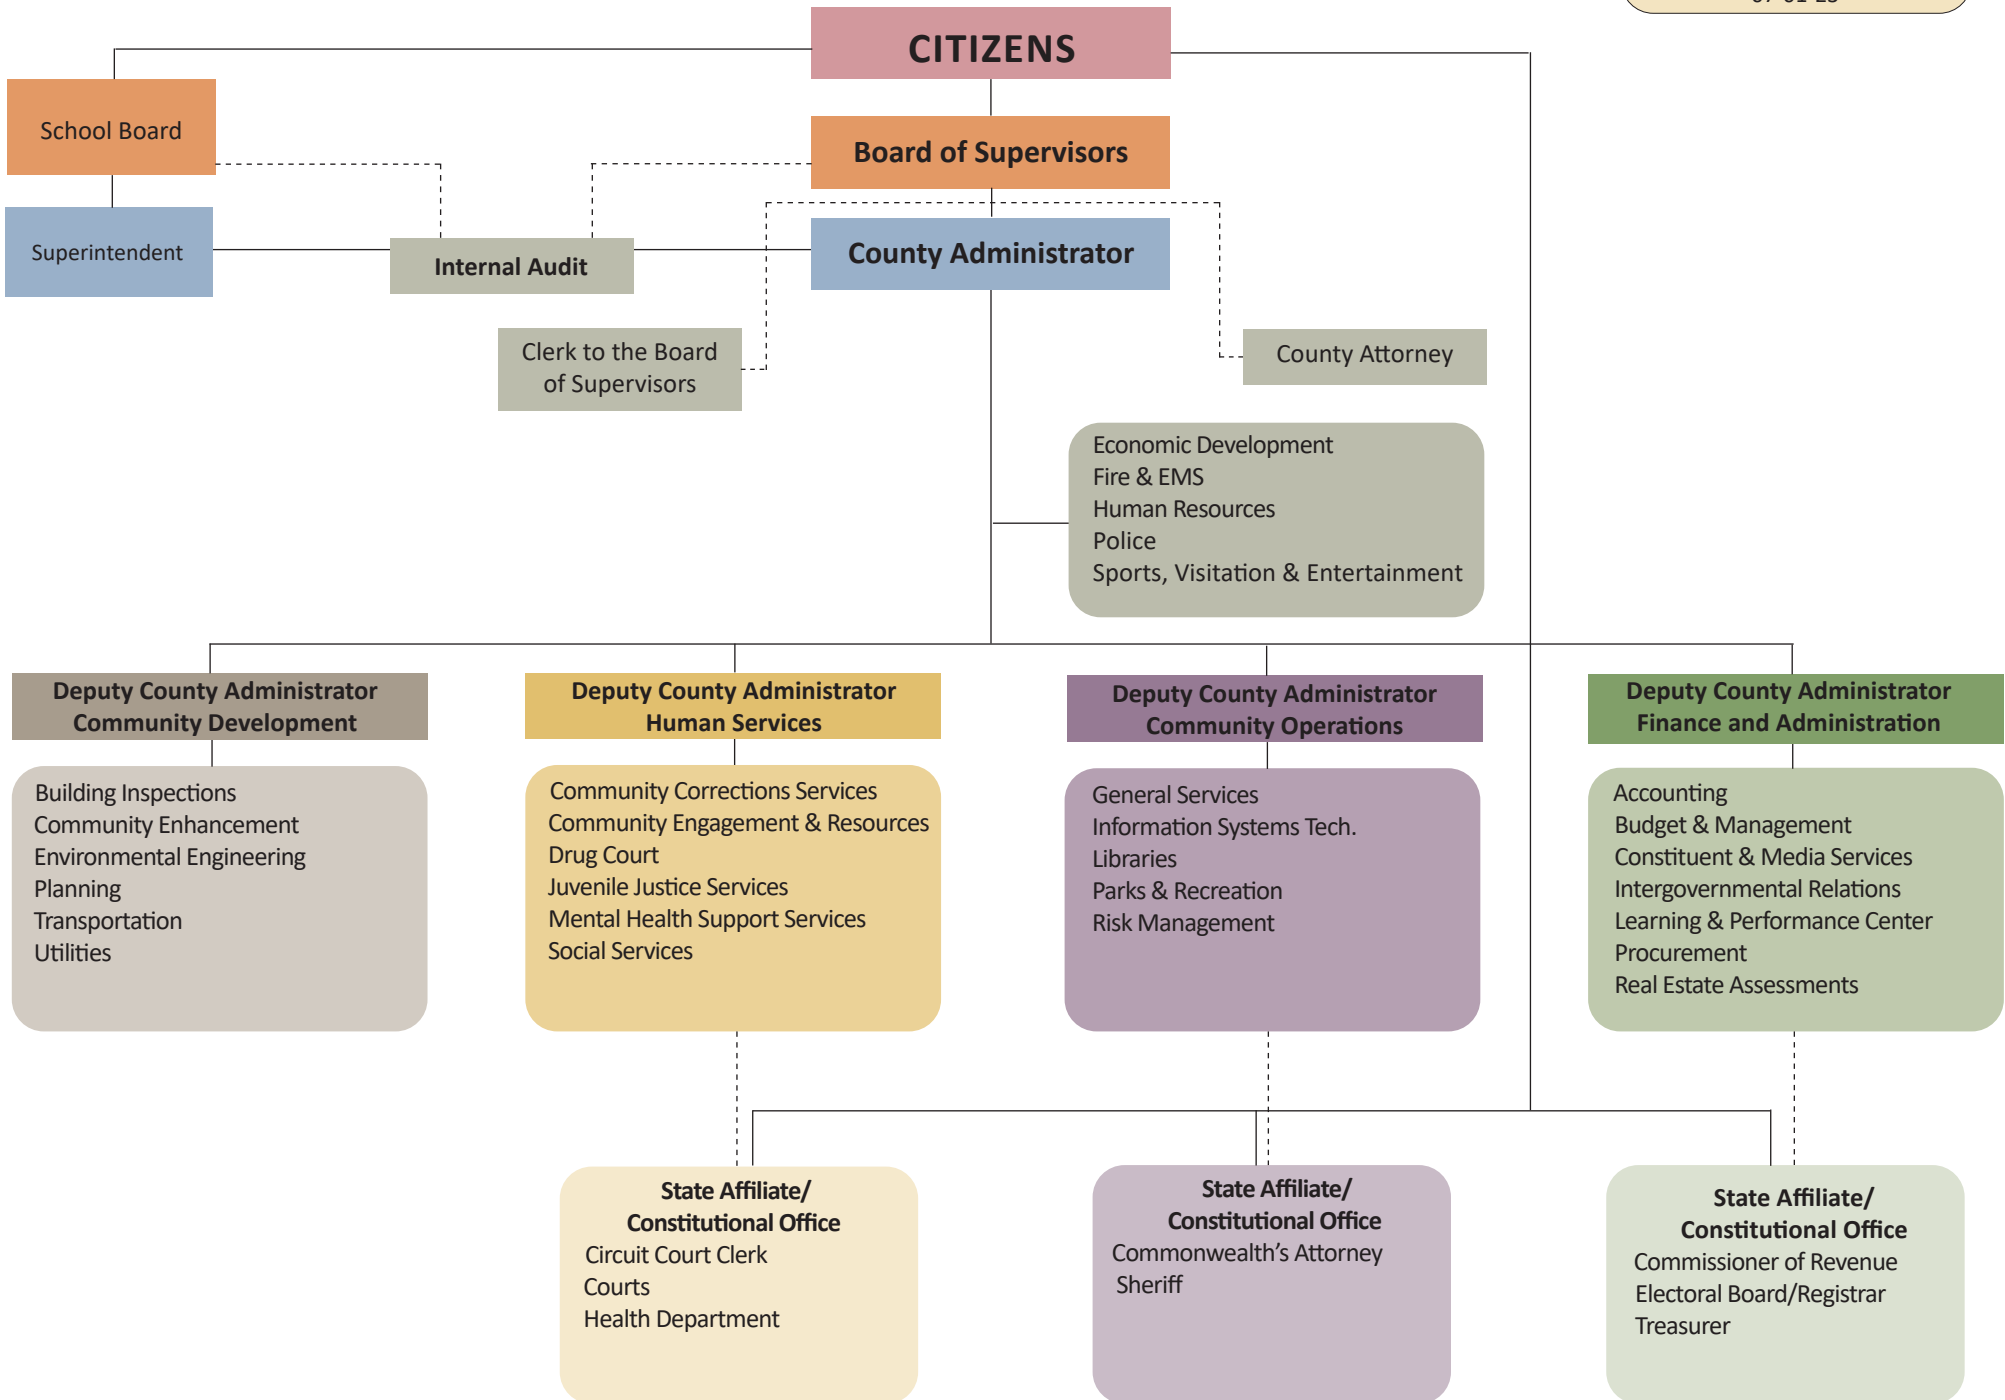 CITIZENS
School Board
Board of Supervisors
Superintendent
Internal Audit
County Administrator
Clerk to the Board
of Supervisors
County Attorney
Economic Development
Fire & EMS
Human Resources
Police
Sports, Visitation & Entertainment
Deputy County Administrator
Community Development
Building Inspections
Community Enhancement
Environmental Engineering
Planning
Transportation
Utilities
Deputy County Administrator
Human Services
Community Corrections Services
Community Engagement & Resources
Drug Court
Juvenile Justice Services
Mental Health Support Services
Social Services
Deputy County Administrator
Community Operations
General Services
Information Systems Tech.
Libraries
Parks & Recreation
Risk Management
Deputy County Administrator
Finance and Administration
Accounting
Budget & Management
Constituent & Media Services
Intergovernmental Relations
Learning & Performance Center
Procurement
Real Estate Assessments
State Affiliate/
Constitutional Office
Circuit Court Clerk
Courts
Health Department
State Affiliate/
Constitutional Office
Commonwealth’s Attorney
Sheriff
State Affiliate/
Constitutional Office
Commissioner of Revenue
Electoral Board/Registrar
Treasurer